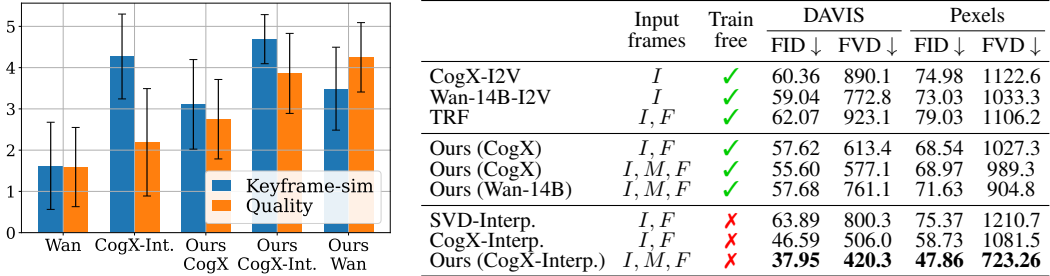 5
4
3
2
1
0
Keyframe-sim
Quality
Wan
CogX-Int.
Ours CogX
Ours CogX-Int.
Ours Wan
Input frames Train free DAVIS Pexels
FID ↓ FVD ↓ FID ↓ FVD ↓
CogX-I2V I ✓ 60.36 890.1 74.98 1122.6
Wan-14B-I2V I ✓ 59.04 772.8 73.03 1033.3
TRF I, F ✓ 62.07 923.1 79.03 1106.2
Ours (CogX) I, F ✓ 57.62 613.4 68.54 1027.3
Ours (CogX) I, M, F ✓ 55.60 577.1 68.97 989.3
Ours (Wan-14B) I, M, F ✓ 57.68 761.1 71.63 904.8
SVD-Interp. I, F ✗ 63.89 800.3 75.37 1210.7
CogX-Interp. I, F ✗ 46.59 506.0 58.73 1081.5
Ours (CogX-Interp.) I, M, F ✗ 37.95 420.3 47.86 723.26